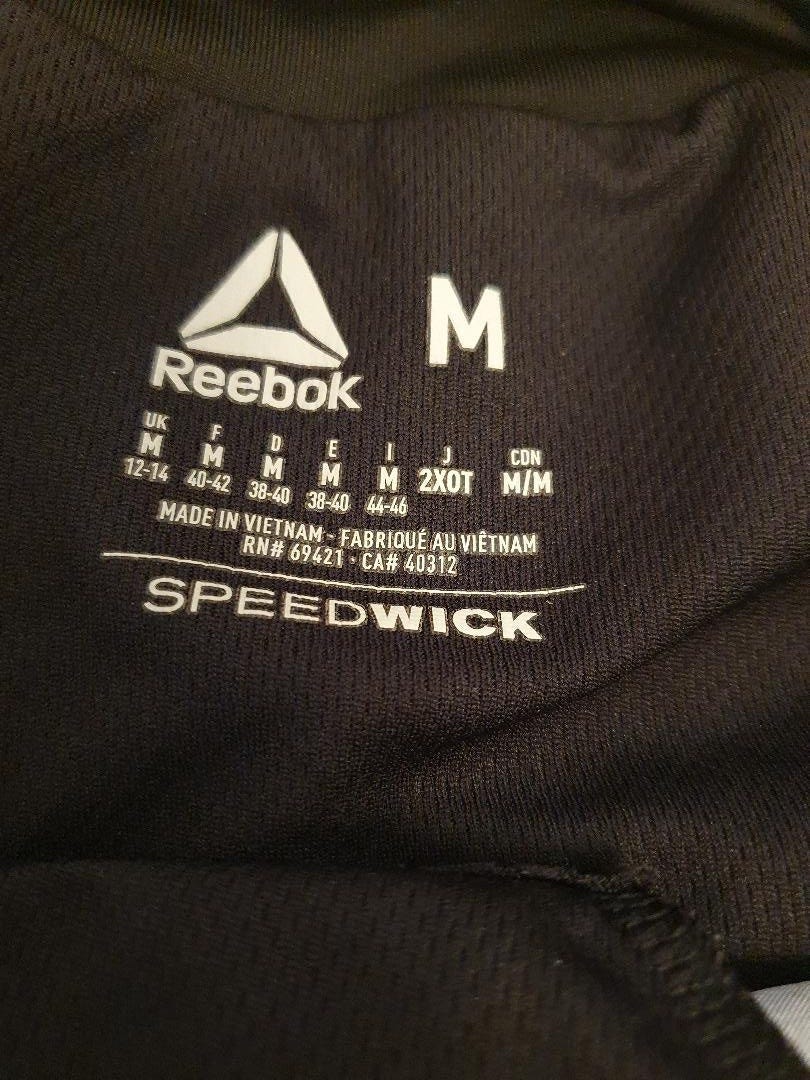 Reebok M
UK F D E I J CDN
M M M M M 2XOT M/M
12-14 40-42 38-40 38-40 44-46
MADE IN VIETNAM - FABRIQUÉ AU VIÊTNAM
RN# 69421 · CA# 40312
SPEEDWICK